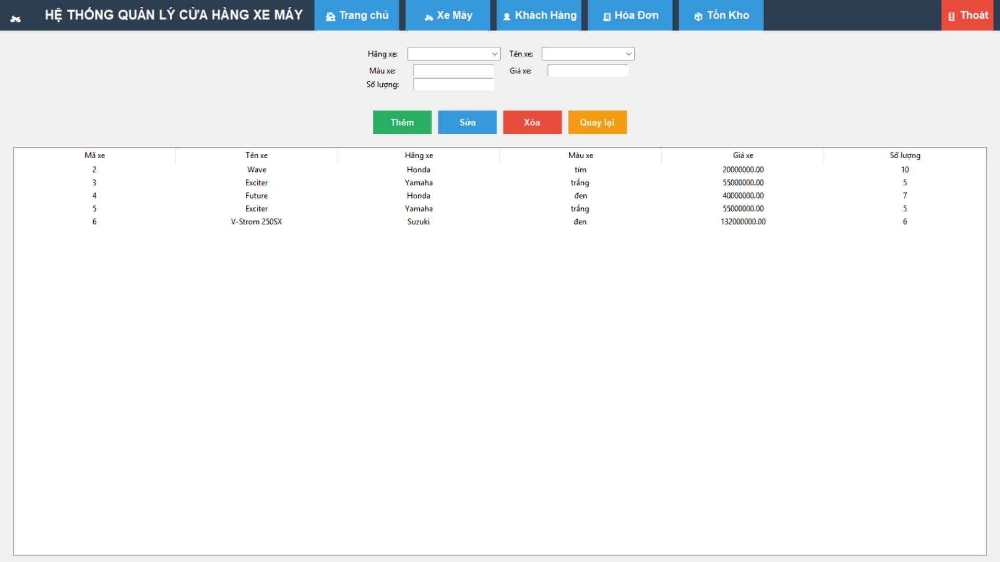 HỆ THỐNG QUẢN LÝ CỬA HÀNG XE MÁY Trang chủ Xe Máy Khách Hàng Hóa Đơn Tồn Kho Thoát
Hãng xe: Tên xe:
Màu xe: Giá xe:
Số lượng:
Thêm Sửa Xóa Quay lại
Mã xe Tên xe Hãng xe Màu xe Giá xe Số lượng
2 Wave Honda tím 20000000.00 10
3 Exciter Yamaha trắng 55000000.00 5
4 Future Honda đen 40000000.00 7
5 Exciter Yamaha trắng 55000000.00 5
6 V-Strom 250SX Suzuki đen 132000000.00 6